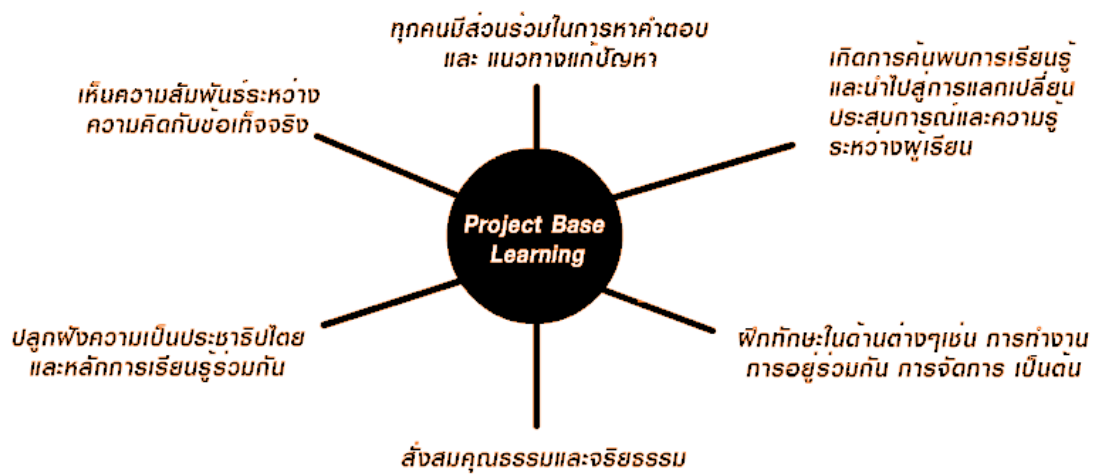 ทุกคนมีส่วนร่วมในการหาคำตอบ
และ แนวทางแก้ปัญหา
เกิดการค้นพบการเรียนรู้
และนำไปสู่การแลกเปลี่ยน
ประสบการณ์และความรู้
ระหว่างผู้เรียน
เห็นความสัมพันธ์ระหว่าง
ความคิดกับข้อเท็จจริง
Project Base
Learning
ปลูกฝังความเป็นประชาธิปไตย
และหลักการเรียนรู้ร่วมกัน
ฝึกทักษะในด้านต่างๆเช่น การทำงาน
การอยู่ร่วมกัน การจัดการ เป็นต้น
สั่งสมคุณธรรมและจริยธรรม